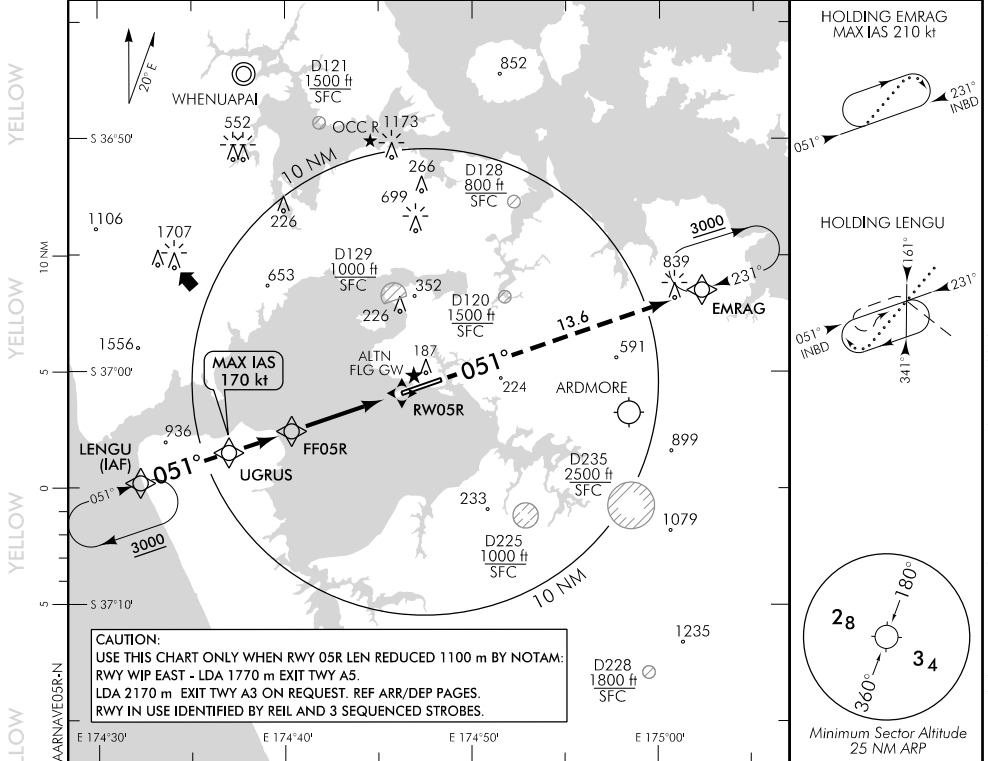 YELLOW
YELLOW
YELLOW
LOW
AARNAVE05R-N
20° E
WHENUAPAI
D121
1500 ft
SFC
852
552
OCC R
1173
S 36°50'
10 NM
266
D128
800 ft
SFC
699
226
1106
1707
10 NM
653
D129
1000 ft
SFC
352
226
D120
1500 ft
SFC
3000
839
231°
EMRAG
13.6
1556
5
S 37°00'
MAX IAS
170 kt
ALTN
FLG GW
187
051°
591
224
ARDMORE
RW05R
936
LENGU
(IAF)
051°
FF05R
UGRUS
899
051°
0
3000
D235
2500 ft
SFC
233
D225
1000 ft
SFC
1079
10 NM
5
S 37°10'
1235
D228
1800 ft
SFC
CAUTION:
USE THIS CHART ONLY WHEN RWY 05R LEN REDUCED 1100 m BY NOTAM:
RWY WIP EAST - LDA 1770 m EXIT TWY A5.
LDA 2170 m EXIT TWY A3 ON REQUEST. REF ARR/DEP PAGES.
RWY IN USE IDENTIFIED BY REIL AND 3 SEQUENCED STROBES.
E 174°30'
E 174°40'
E 174°50'
E 175°00'
HOLDING EMRAG
MAX IAS 210 kt
231°
INBD
051°
HOLDING LENGU
161°
231°
051°
INBD
341°
180°
28
34
360°
Minimum Sector Altitude
25 NM ARP